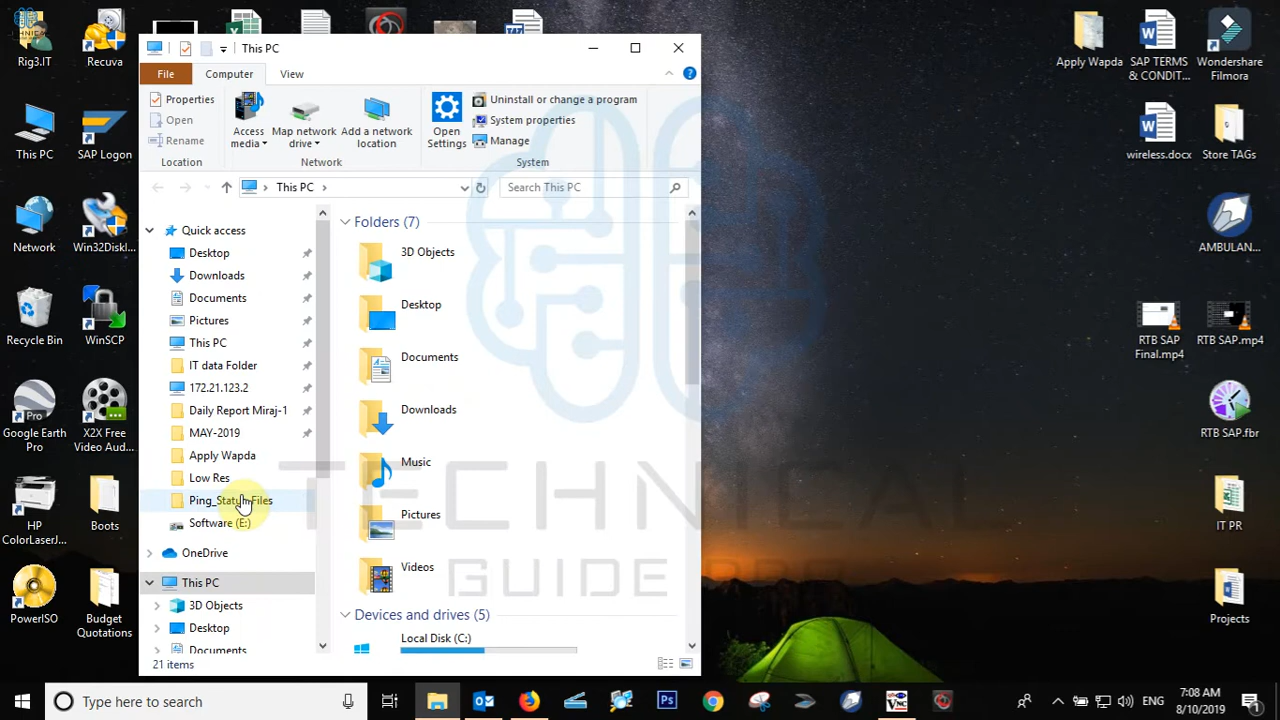 Rig3.IT
Recuva
This PC
SAP Logon
Network
Win32DiskI...
Recycle Bin
WinSCP
Google Earth
Pro
X2X Free
Video Aud...
HP
ColorLaserJ...
Boots
PowerISO
Budget
Quotations
This PC
File
Computer
View
Properties
Open
Rename
Location
Access
media
Map network
drive
Add a network
location
Network
Open
Settings
Uninstall or change a program
System properties
Manage
System
This PC
Search This PC
Quick access
Desktop
Downloads
Documents
Pictures
This PC
IT data Folder
172.21.123.2
Daily Report Miraj-1
MAY-2019
Apply Wapda
Low Res
Software (E:)
OneDrive
This PC
3D Objects
Desktop
Documents
21 items
Folders (7)
3D Objects
Desktop
Documents
Downloads
Music
Pictures
Videos
Devices and drives (5)
Local Disk (C:)
GUIDE
Apply Wapda
SAP TERMS
& CONDIT...
Wondershare
Filmora
wireless.docx
Store TAGs
AMBULAN...
RTB SAP
Final.mp4
RTB SAP.mp4
RTB SAP.fbr
IT PR
Projects
Type here to search
ENG
7:08 AM
8/10/2019